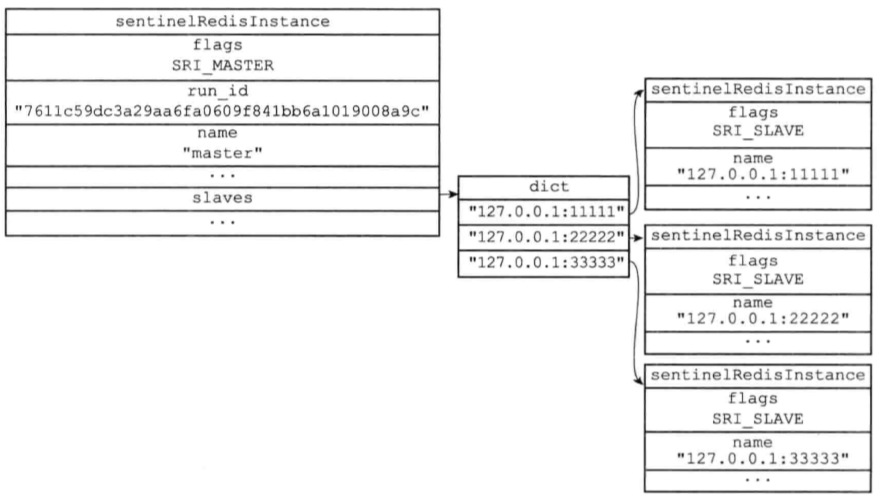 sentinelRedisInstance
flags
SRI_MASTER
run_id
"7611c59dc3a29aa6fa0609f841bb6a1019008a9c"
name
"master"
...
slaves
...
dict
"127.0.0.1:11111"
"127.0.0.1:22222"
"127.0.0.1:33333"
sentinelRedisInstance
flags
SRI_SLAVE
name
"127.0.0.1:11111"
...
sentinelRedisInstance
flags
SRI_SLAVE
name
"127.0.0.1:22222"
...
sentinelRedisInstance
flags
SRI_SLAVE
name
"127.0.0.1:33333"
...